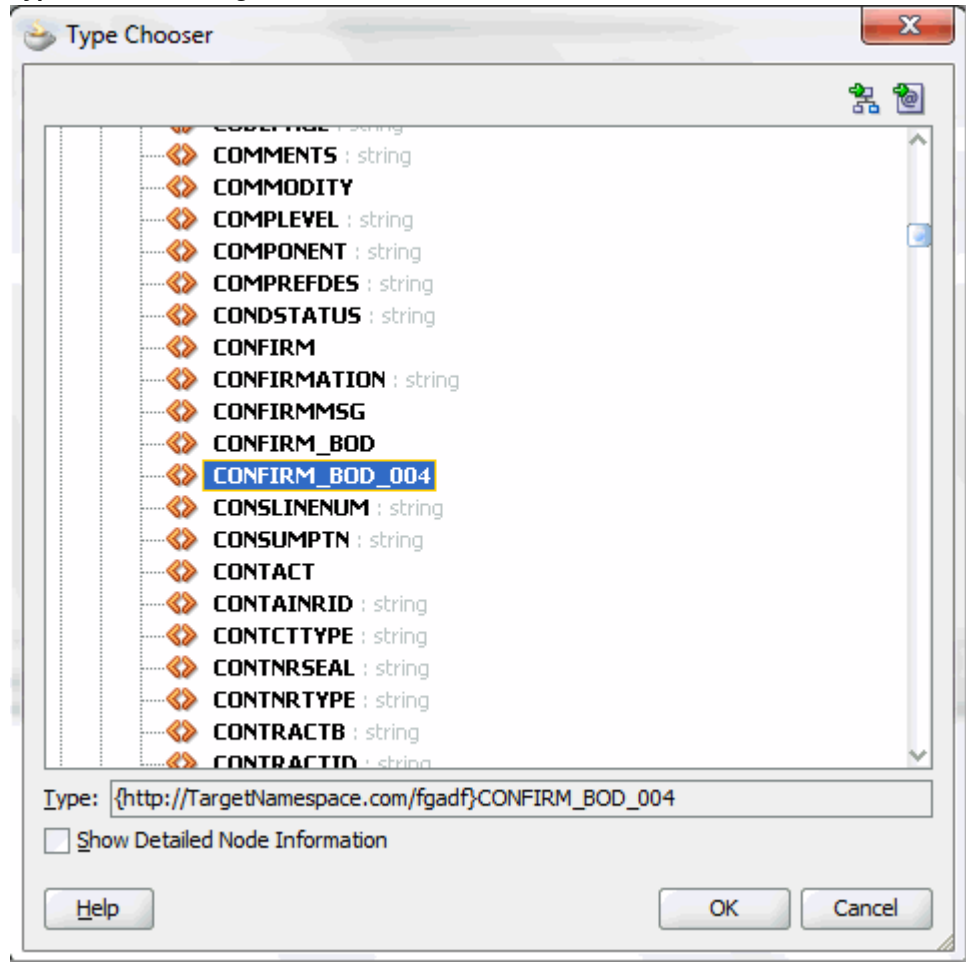 Type Chooser
COMMENTS : string
COMMODITY
COMPLEVEL : string
COMPONENT : string
COMPREFDES : string
CONDSTATUS : string
CONFIRM
CONFIRMATION : string
CONFIRMMSG
CONFIRM_BOD
CONFIRM_BOD_004
CONSLINENUM : string
CONSUMPTN : string
CONTACT
CONTAINRID : string
CONTCTTYPE : string
CONTNRSEAL : string
CONTNRTYPE : string
CONTRACTB : string
CONTRACTID : string
Type: {http://TargetNamespace.com/fgadf}CONFIRM_BOD_004
Show Detailed Node Information
Help OK Cancel